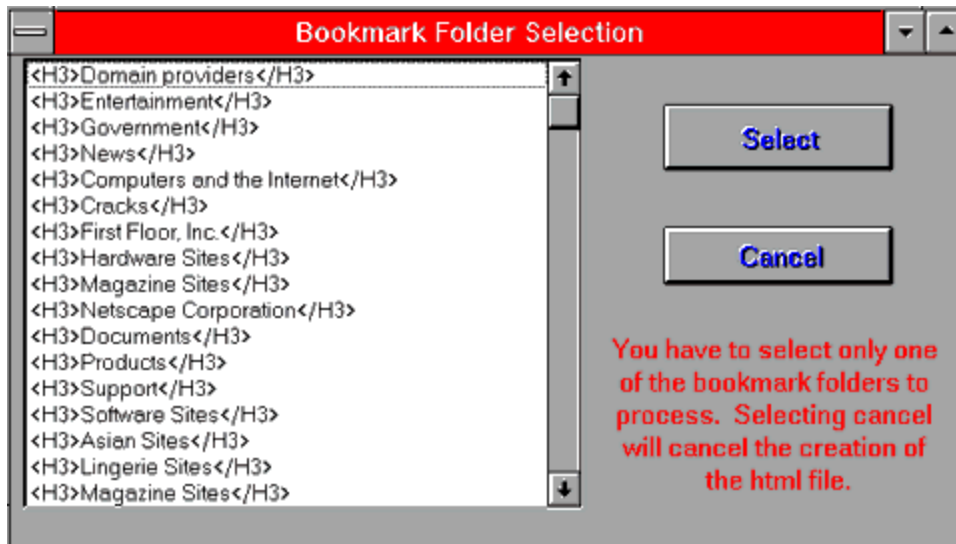 Bookmark Folder Selection
<H3>Domain providers</H3>
<H3>Entertainment</H3>
<H3>Government</H3>
<H3>News</H3>
<H3>Computers and the Internet</H3>
<H3>Cracks</H3>
<H3>First Floor, Inc.</H3>
<H3>Hardware Sites</H3>
<H3>Magazine Sites</H3>
<H3>Netscape Corporation</H3>
<H3>Documents</H3>
<H3>Products</H3>
<H3>Support</H3>
<H3>Software Sites</H3>
<H3>Asian Sites</H3>
<H3>Lingerie Sites</H3>
<H3>Magazine Sites</H3>
Select
Cancel
You have to select only one
of the bookmark folders to
process.  Selecting cancel
will cancel the creation of
the html file.